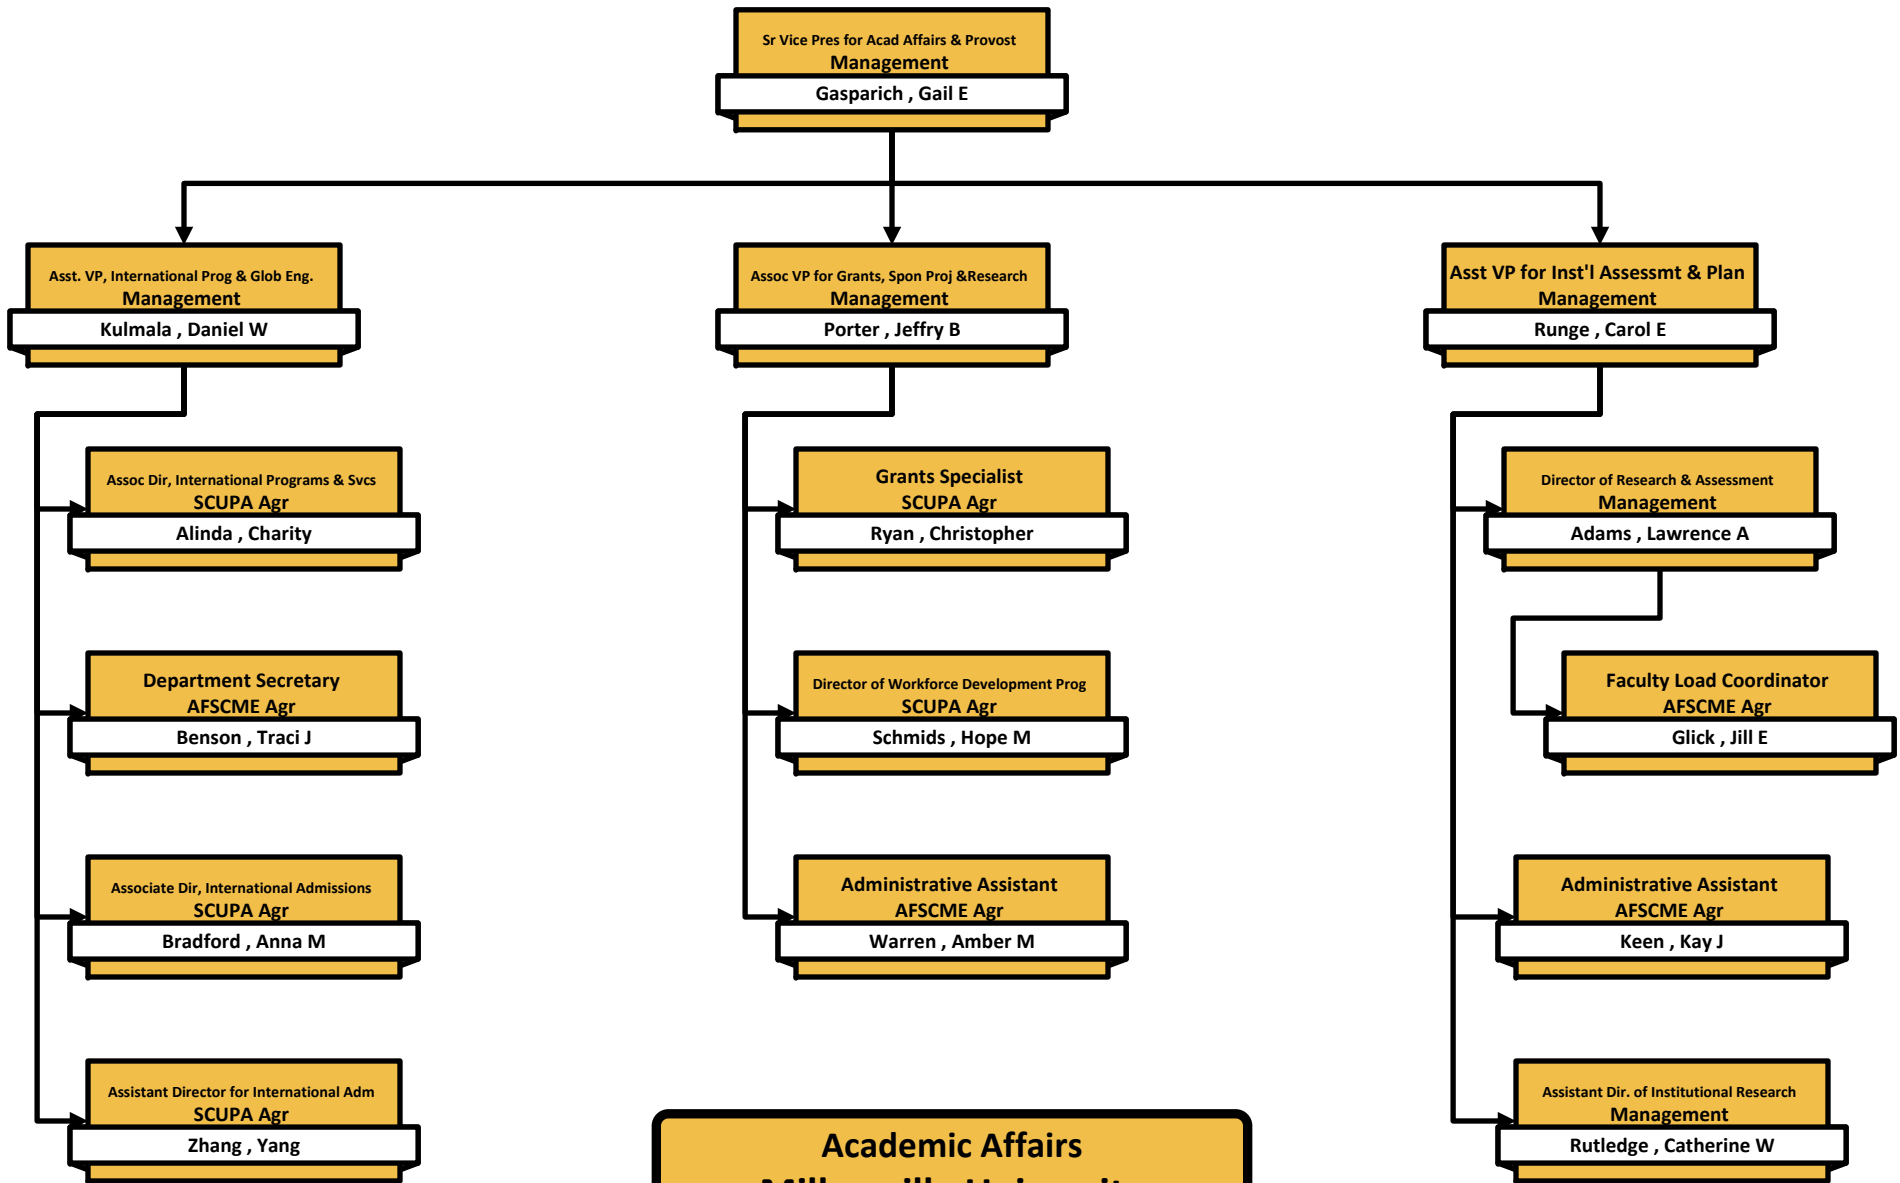 Sr Vice Pres for Acad Affairs & Provost
Management
Gasparich , Gail E
Asst. VP, International Prog & Glob Eng.
Management
Kulmala , Daniel W
Assoc VP for Grants, Spon Proj &Research
Management
Porter , Jeffry B
Asst VP for Inst'l Assessmt & Plan
Management
Runge , Carol E
Assoc Dir, International Programs & Svcs
SCUPA Agr
Alinda , Charity
Grants Specialist
SCUPA Agr
Ryan , Christopher
Director of Research & Assessment
Management
Adams , Lawrence A
Department Secretary
AFSCME Agr
Benson , Traci J
Director of Workforce Development Prog
SCUPA Agr
Schmids , Hope M
Faculty Load Coordinator
AFSCME Agr
Glick , Jill E
Associate Dir, International Admissions
SCUPA Agr
Bradford , Anna M
Administrative Assistant
AFSCME Agr
Warren , Amber M
Administrative Assistant
AFSCME Agr
Keen , Kay J
Assistant Director for International Adm
SCUPA Agr
Zhang , Yang
Assistant Dir. of Institutional Research
Management
Rutledge , Catherine W
Academic Affairs
Millersville University